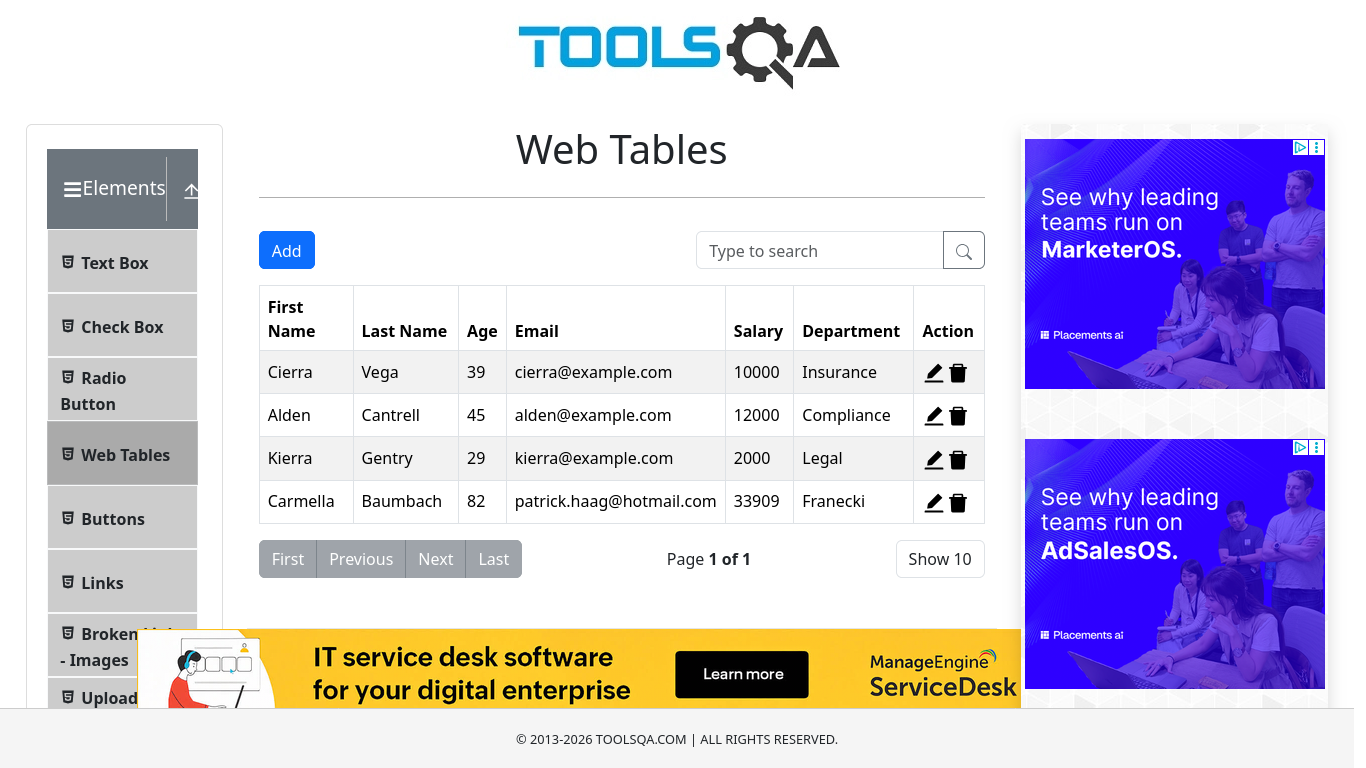 TOOLSQA
Web Tables
Elements
Text Box
Check Box
Radio
Button
Web Tables
Buttons
Links
Broken
- Images
Upload
Add
Type to search
First Name Last Name Age Email Salary Department Action
Cierra Vega 39 cierra@example.com 10000 Insurance
Alden Cantrell 45 alden@example.com 12000 Compliance
Kierra Gentry 29 kierra@example.com 2000 Legal
Carmella Baumbach 82 patrick.haag@hotmail.com 33909 Franecki
First Previous Next Last Page 1 of 1 Show 10
See why leading
teams run on
MarketerOS.
Placements ai
See why leading
teams run on
AdSalesOS.
Placements ai
IT service desk software
for your digital enterprise
Learn more
ManageEngine
ServiceDesk
© 2013-2026 TOOLSQA.COM | ALL RIGHTS RESERVED.